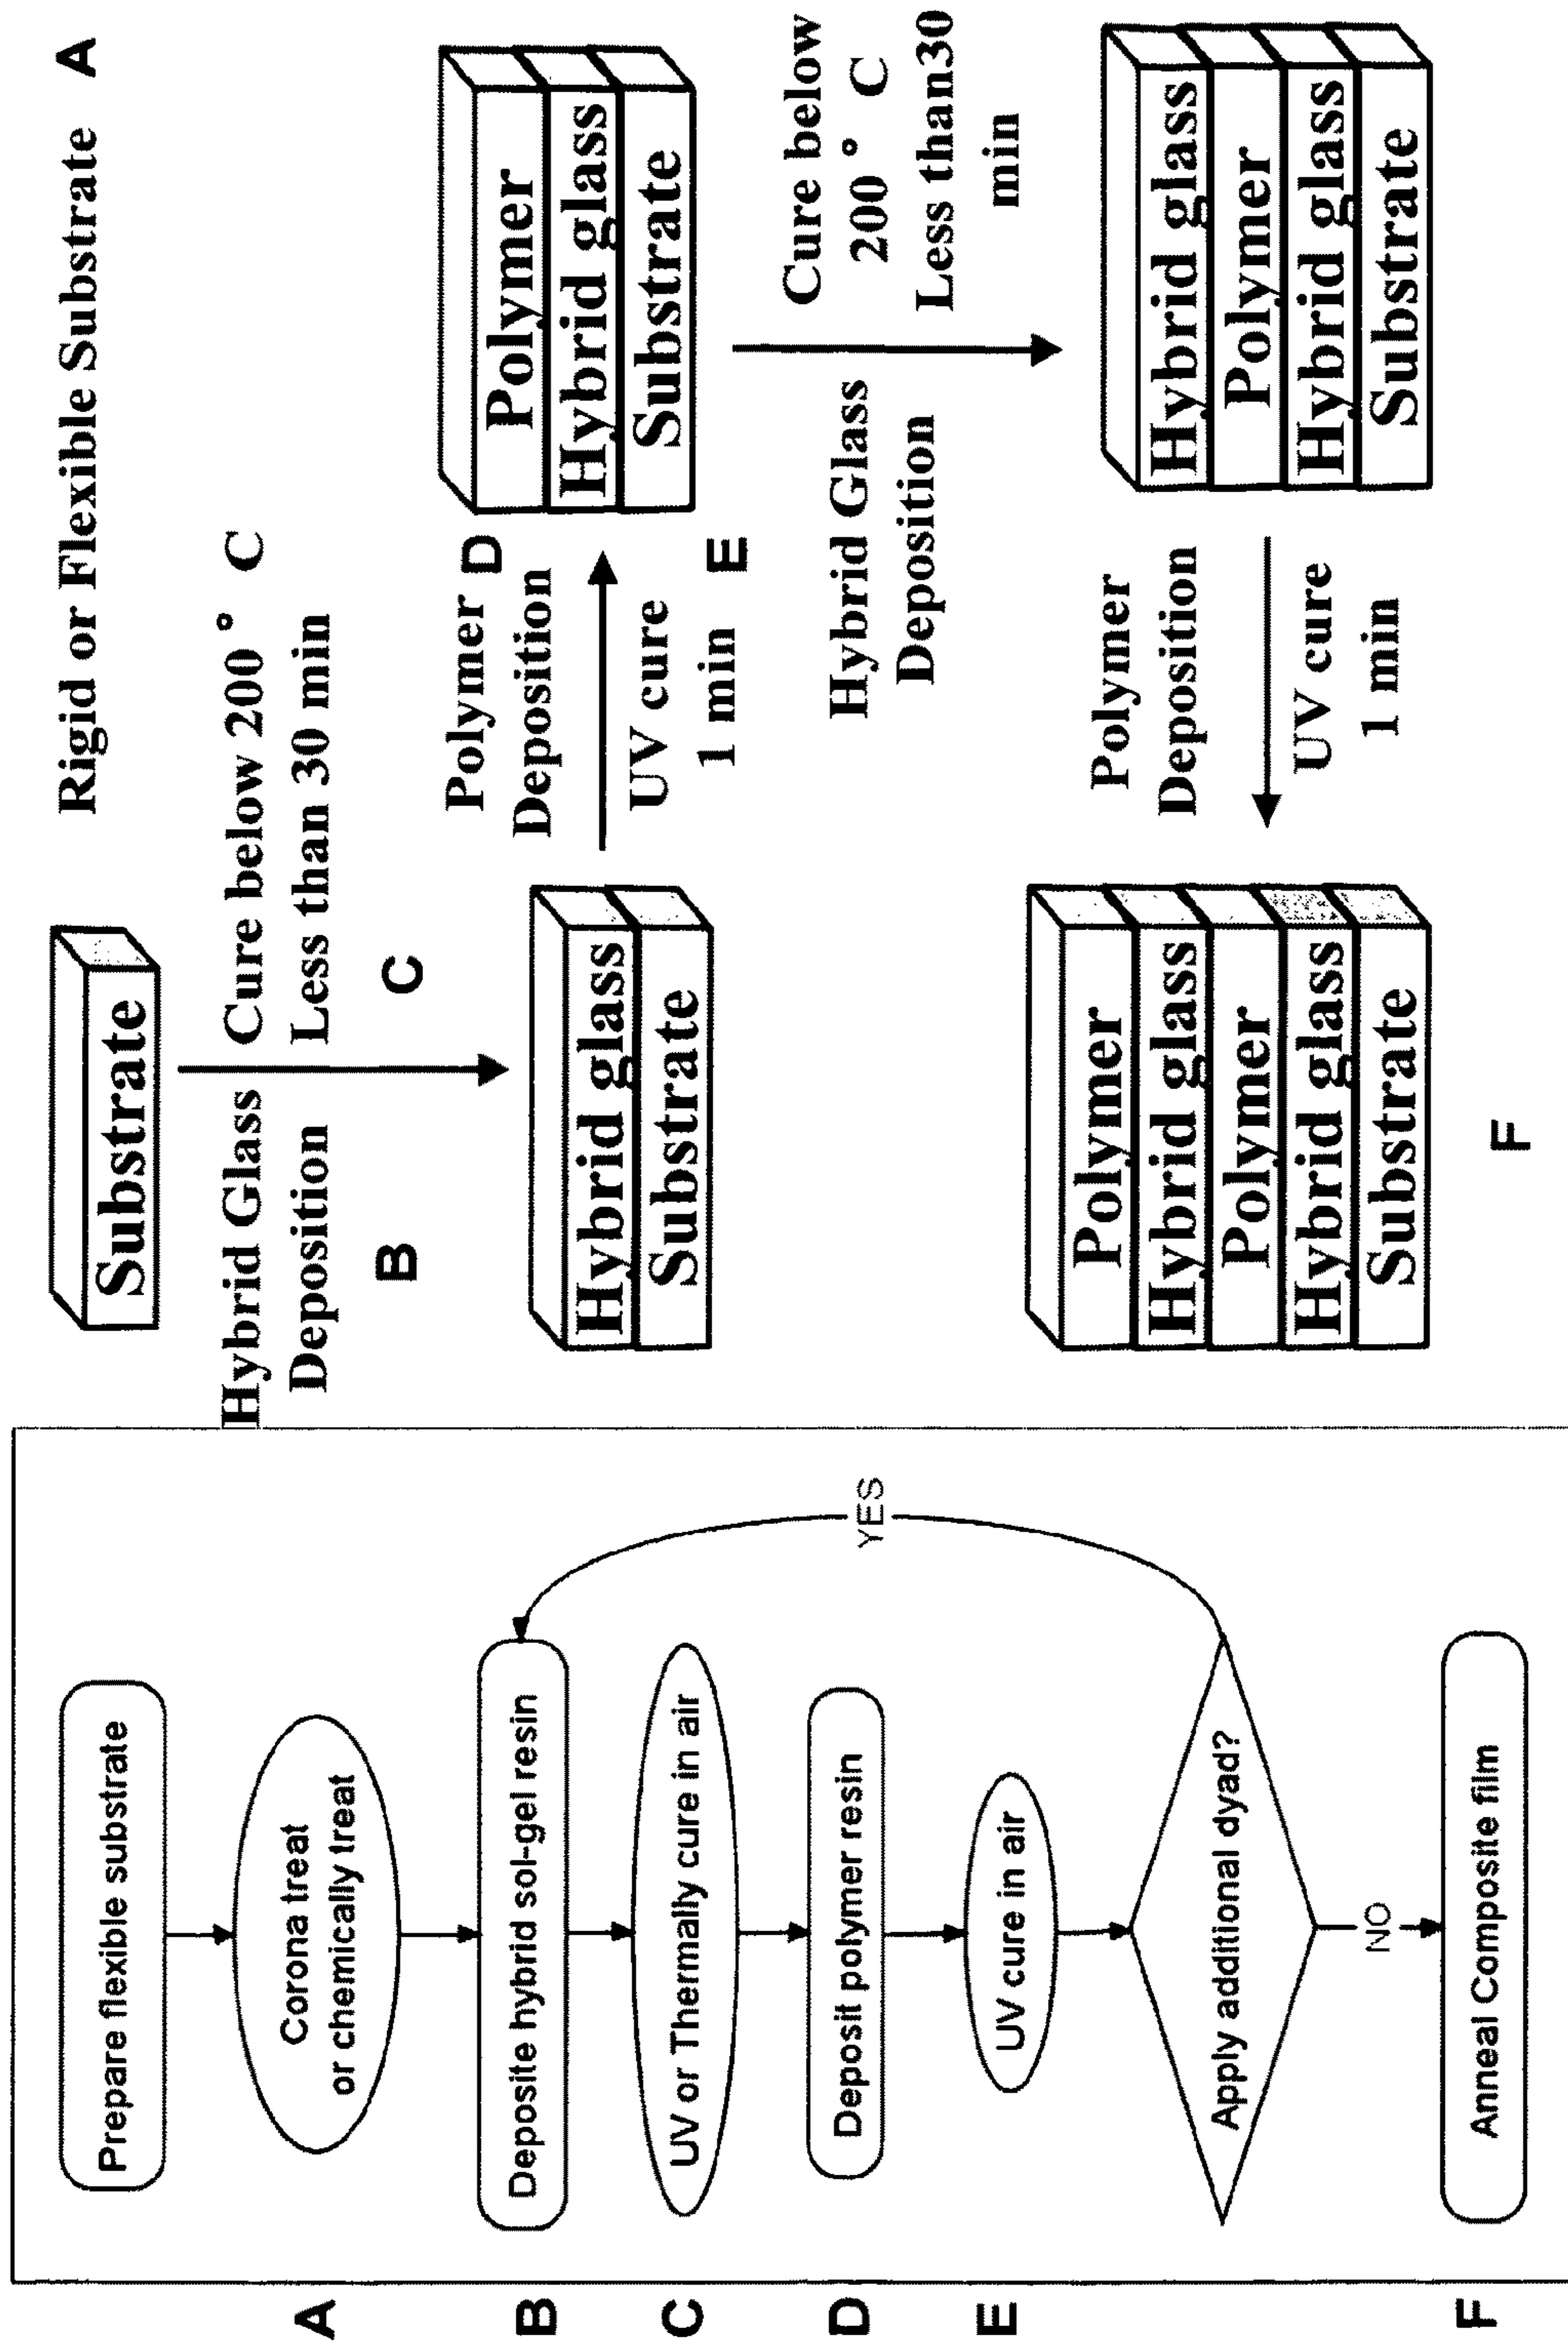 A
Prepare flexible substrate
Corona treat
or chemically treat
B
Deposite hybrid sol-gel resin
C
UV or Thermally cure in air
D
Deposit polymer resin
E
UV cure in air
Apply additional dyad?
YES
NO
F
Anneal Composite film
Substrate
Rigid or Flexible Substrate
A
Hybrid Glass
Deposition
B
Cure below 200 ° C
Less than 30 min
C
Hybrid glass
Substrate
Polymer
Deposition
D
UV cure
1 min
E
Polymer
Hybrid glass
Substrate
Hybrid Glass
Deposition
Cure below
200 ° C
Less than30
min
Hybrid glass
Polymer
Hybrid glass
Substrate
Polymer
Deposition
UV cure
1 min
Polymer
Hybrid glass
Polymer
Hybrid glass
Substrate
F